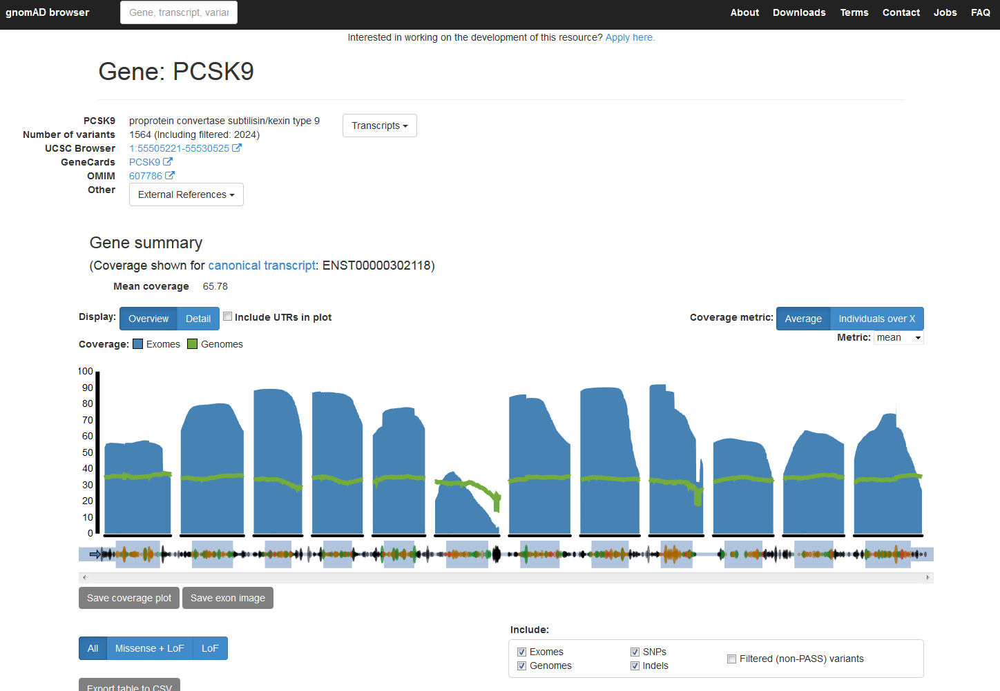 gnomAD browser
Gene, transcript, varia
About Downloads Terms Contact Jobs FAQ
Interested in working on the development of this resource? Apply here.
Gene: PCSK9
PCSK9 proprotein convertase subtilisin/kexin type 9
Transcripts
Number of variants 1564 (Including filtered: 2024)
UCSC Browser 1:55505221-55530525
GeneCards PCSK9
OMIM 607786
Other External References
Gene summary
(Coverage shown for canonical transcript: ENST00000302118)
Mean coverage 65.78
Display: Overview Detail Include UTRs in plot
Coverage metric: Average Individuals over X
Metric: mean
Coverage: Exomes Genomes
100
90
80
70
60
50
40
30
20
10
0
Save coverage plot Save exon image
All Missense + LoF LoF
Include:
Exomes SNPs Filtered (non-PASS) variants
Genomes Indels
Export table to CSV